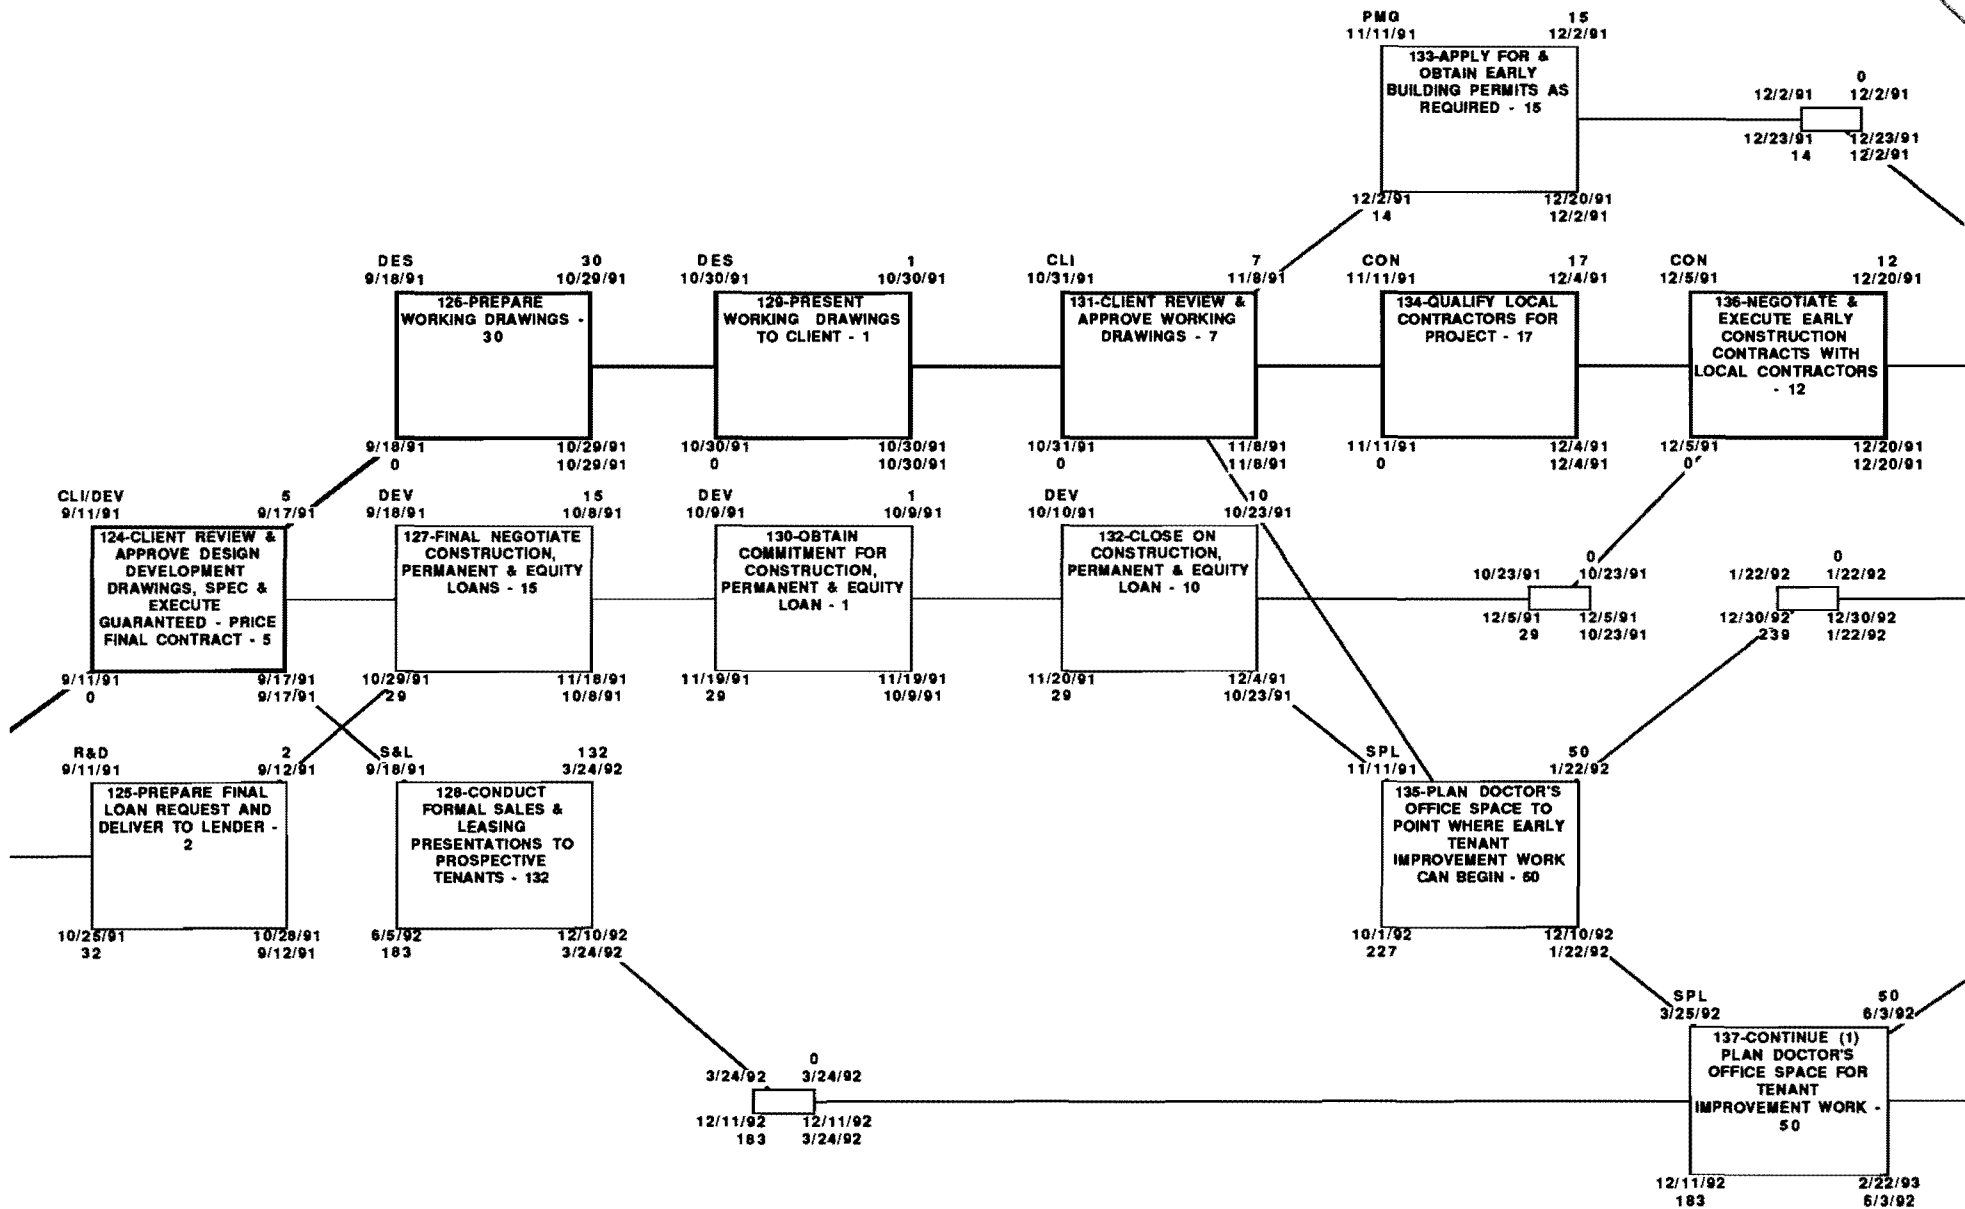 PMG 15
11/11/91 12/2/91
133-APPLY FOR &
OBTAIN EARLY
BUILDING PERMITS AS
REQUIRED - 15
12/2/91 12/20/91
14 12/2/91
0
12/2/91 12/2/91
12/23/91 12/23/91
14 12/2/91
DES 30
9/18/91 10/29/91
126-PREPARE
WORKING DRAWINGS -
30
9/18/91 10/29/91
0 10/29/91
DES 1
10/30/91 10/30/91
129-PRESENT
WORKING DRAWINGS
TO CLIENT - 1
10/30/91 10/30/91
0 10/30/91
CLI 7
10/31/91 11/8/91
131-CLIENT REVIEW &
APPROVE WORKING
DRAWINGS - 7
10/31/91 11/8/91
0 11/8/91
CON 17
11/11/91 12/4/91
134-QUALIFY LOCAL
CONTRACTORS FOR
PROJECT - 17
11/11/91 12/4/91
0 12/4/91
CON 12
12/5/91 12/20/91
136-NEGOTIATE &
EXECUTE EARLY
CONSTRUCTION
CONTRACTS WITH
LOCAL CONTRACTORS
- 12
12/5/91 12/20/91
0 12/20/91
CLI/DEV 5
9/11/91 9/17/91
124-CLIENT REVIEW &
APPROVE DESIGN
DEVELOPMENT
DRAWINGS, SPEC &
EXECUTE
GUARANTEED - PRICE
FINAL CONTRACT - 5
9/11/91 9/17/91
0 9/17/91
DEV 15
9/18/91 10/8/91
127-FINAL NEGOTIATE
CONSTRUCTION,
PERMANENT & EQUITY
LOANS - 15
10/29/91 11/18/91
29 10/8/91
DEV 1
10/9/91 10/9/91
130-OBTAIN
COMMITMENT FOR
CONSTRUCTION,
PERMANENT & EQUITY
LOAN - 1
11/19/91 11/19/91
29 10/9/91
DEV 10
10/10/91 10/23/91
132-CLOSE ON
CONSTRUCTION,
PERMANENT & EQUITY
LOAN - 10
11/20/91 12/4/91
29 10/23/91
0
10/23/91 10/23/91
12/5/91 12/5/91
29 10/23/91
0
1/22/92 1/22/92
12/30/92 12/30/92
239 1/22/92
R&D 2
9/11/91 9/12/91
125-PREPARE FINAL
LOAN REQUEST AND
DELIVER TO LENDER -
2
10/25/91 10/28/91
32 9/12/91
S&L 132
9/18/91 3/24/92
128-CONDUCT
FORMAL SALES &
LEASING
PRESENTATIONS TO
PROSPECTIVE
TENANTS - 132
6/5/92 12/10/92
183 3/24/92
SPL 50
11/11/91 1/22/92
135-PLAN DOCTOR'S
OFFICE SPACE TO
POINT WHERE EARLY
TENANT
IMPROVEMENT WORK
CAN BEGIN - 50
10/1/92 12/10/92
227 1/22/92
0
3/24/92 3/24/92
12/11/92 12/11/92
183 3/24/92
SPL 50
3/25/92 6/3/92
137-CONTINUE (1)
PLAN DOCTOR'S
OFFICE SPACE FOR
TENANT
IMPROVEMENT WORK -
50
12/11/92 2/22/93
183 6/3/92